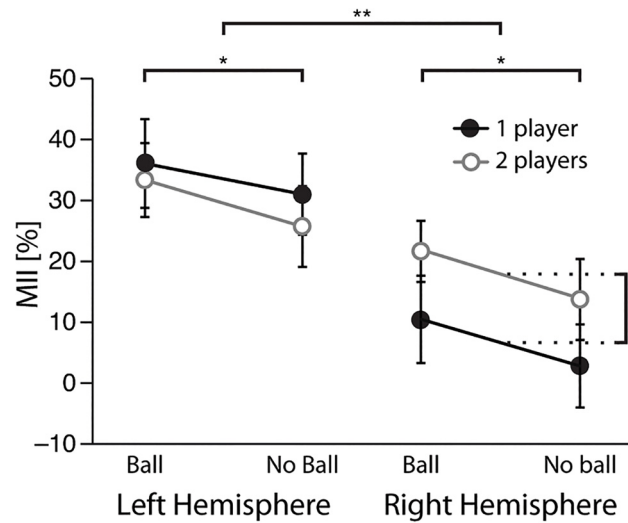 **
*
*
50
40
30
20
10
0
–10
MII [%]
1 player
2 players
Ball
No Ball
Ball
No ball
Left Hemisphere
Right Hemisphere